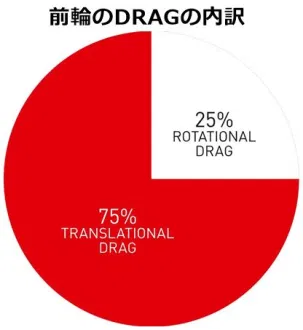 前輪のDRAGの内訳
25%
ROTATIONAL
DRAG
75%
TRANSLATIONAL
DRAG